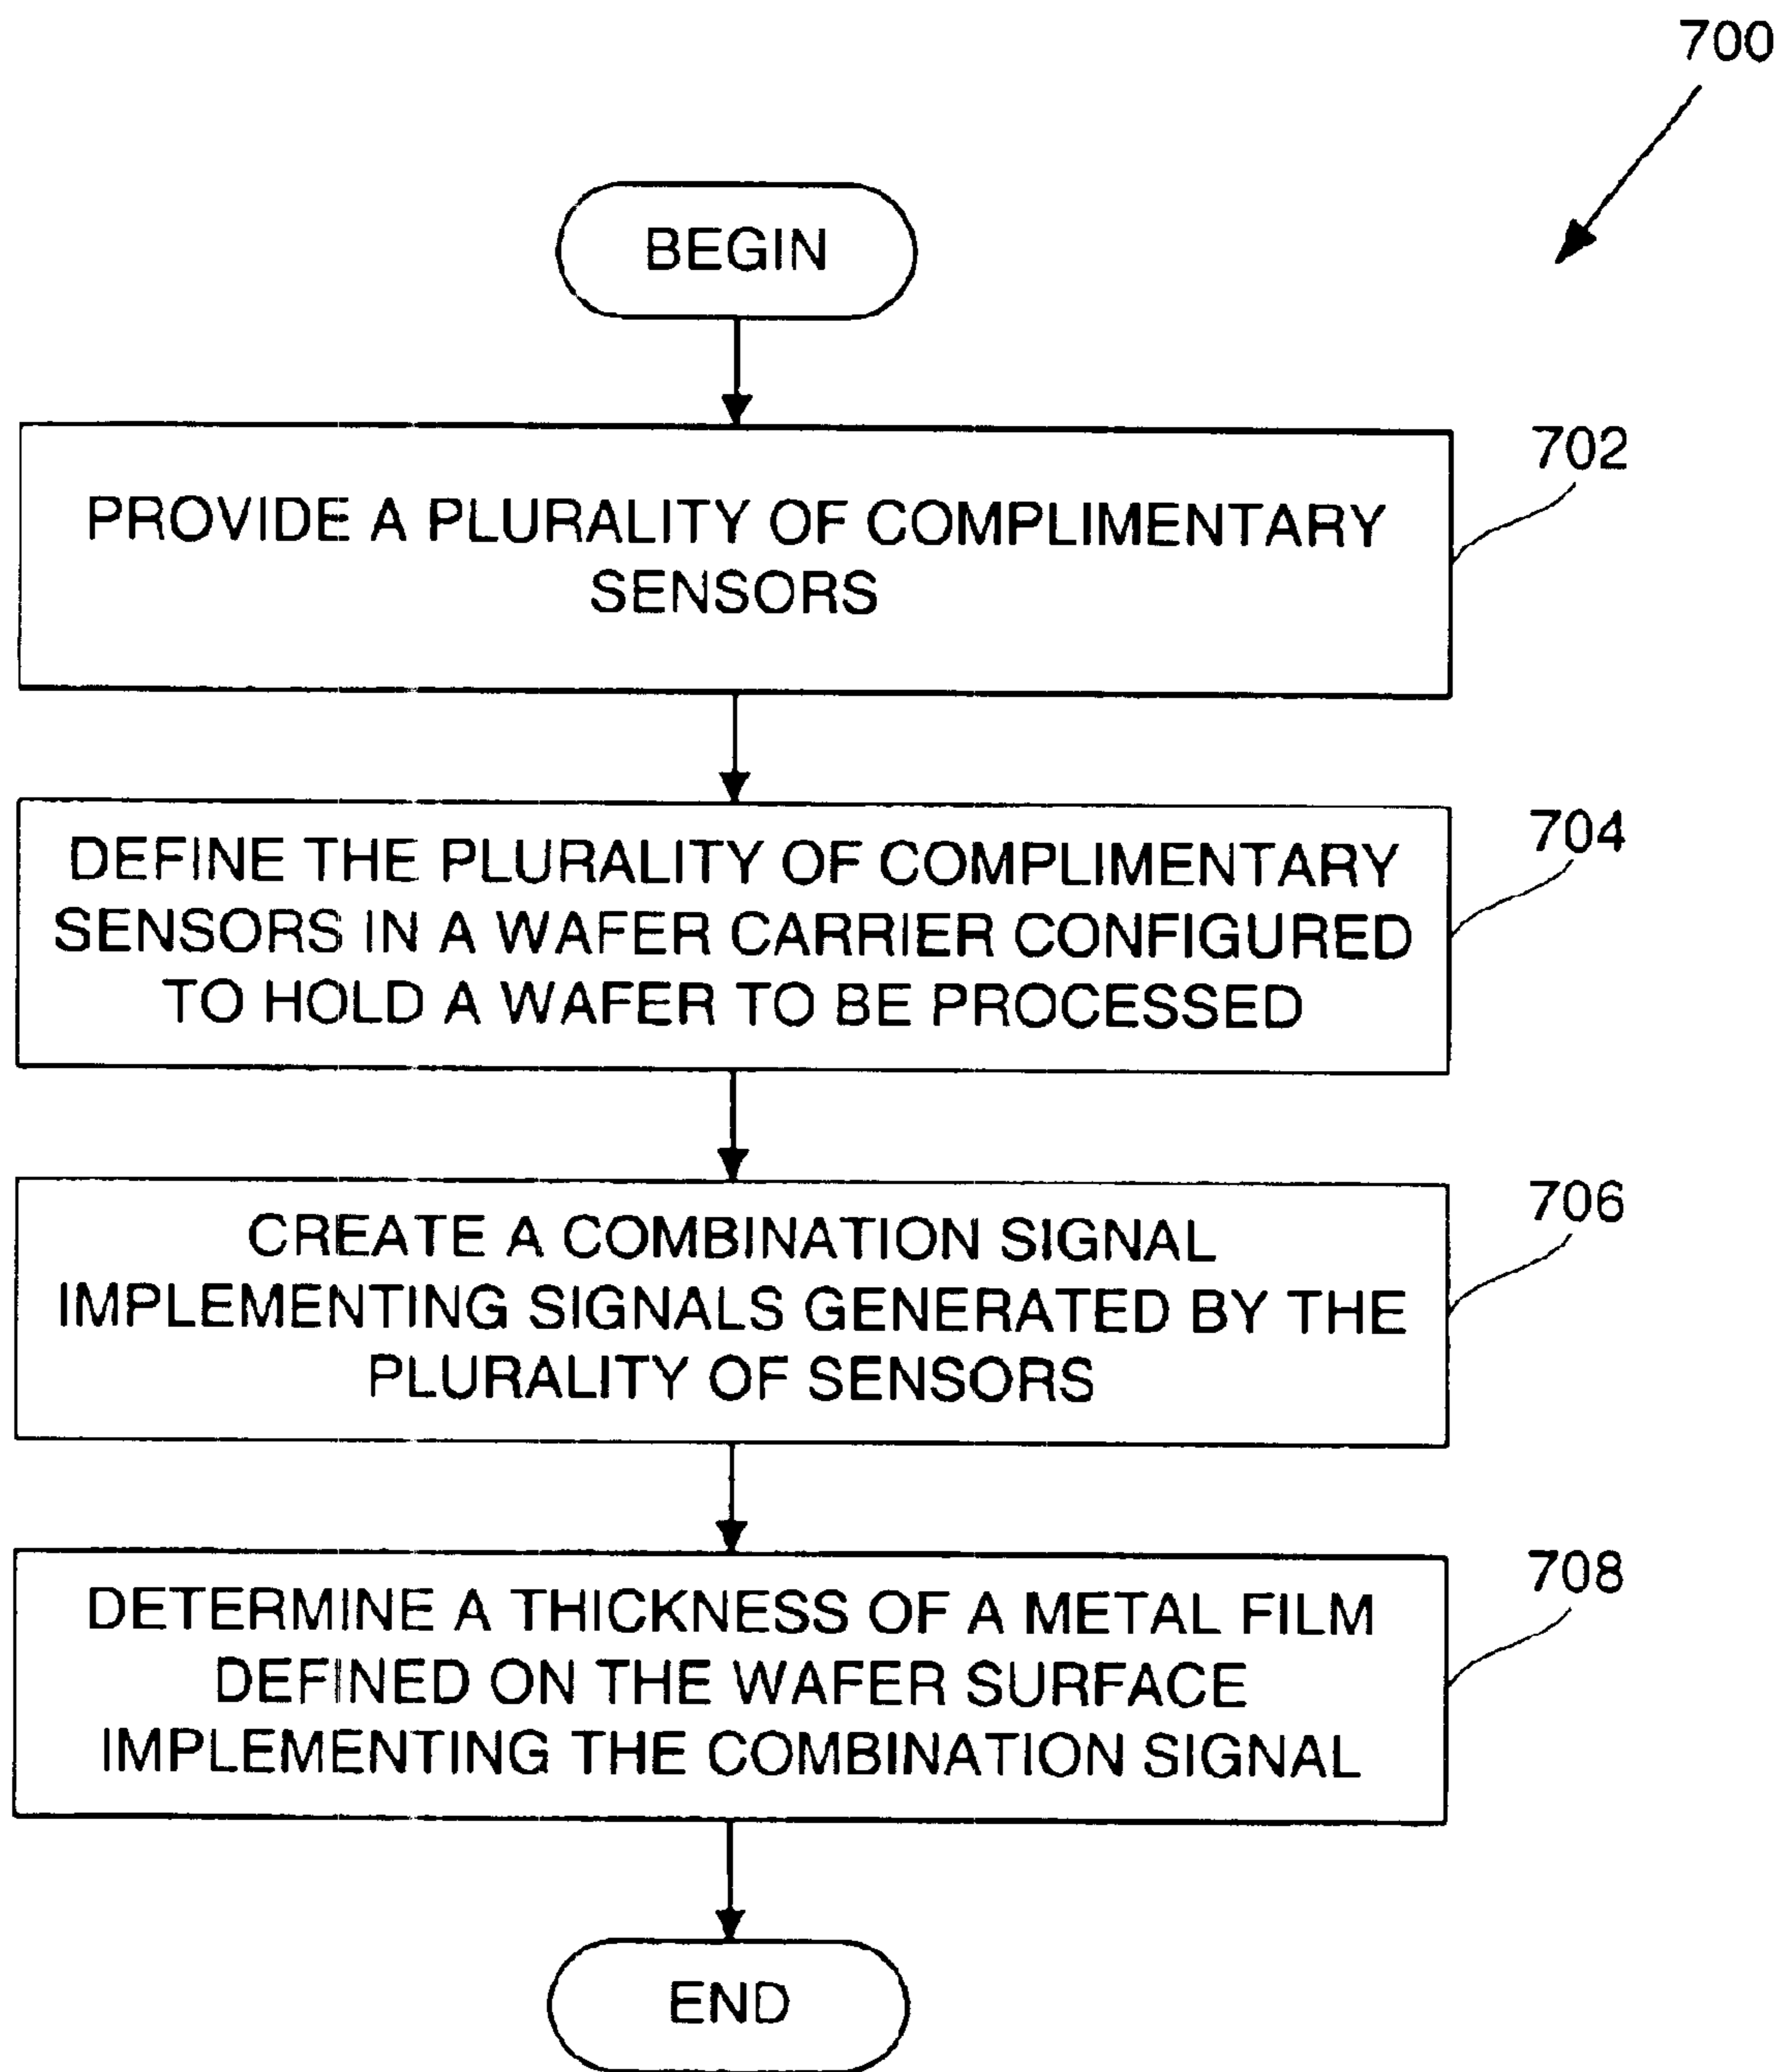 700
BEGIN
702
PROVIDE A PLURALITY OF COMPLIMENTARY
SENSORS
704
DEFINE THE PLURALITY OF COMPLIMENTARY
SENSORS IN A WAFER CARRIER CONFIGURED
TO HOLD A WAFER TO BE PROCESSED
706
CREATE A COMBINATION SIGNAL
IMPLEMENTING SIGNALS GENERATED BY THE
PLURALITY OF SENSORS
708
DETERMINE A THICKNESS OF A METAL FILM
DEFINED ON THE WAFER SURFACE
IMPLEMENTING THE COMBINATION SIGNAL
END